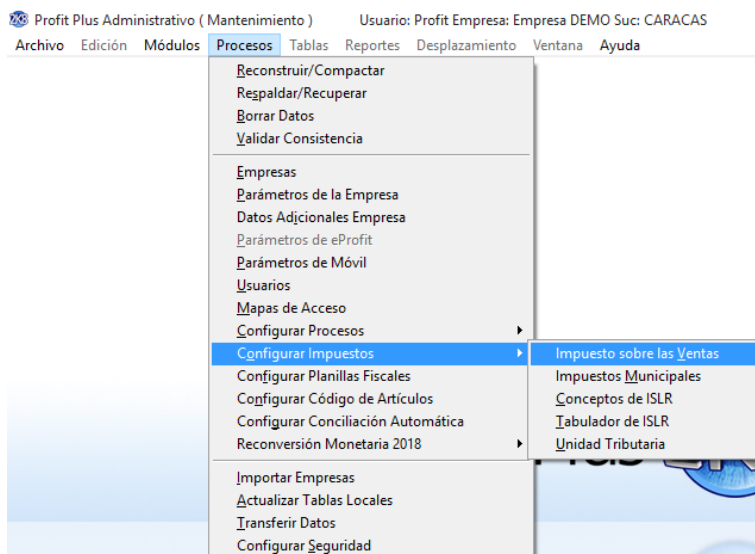 Profit Plus Administrativo ( Mantenimiento ) Usuario: Profit Empresa: Empresa DEMO Suc: CARACAS
Archivo Edición Módulos Procesos Tablas Reportes Desplazamiento Ventana Ayuda
Reconstruir/Compactar
Respaldar/Recuperar
Borrar Datos
Validar Consistencia
Empresas
Parámetros de la Empresa
Datos Adicionales Empresa
Parámetros de eProfit
Parámetros de Móvil
Usuarios
Mapas de Acceso
Configurar Procesos
Configurar Impuestos
Configurar Planillas Fiscales
Configurar Código de Artículos
Configurar Conciliación Automática
Reconversión Monetaria 2018
Importar Empresas
Actualizar Tablas Locales
Transferir Datos
Configurar Seguridad
Impuesto sobre las Ventas
Impuestos Municipales
Conceptos de ISLR
Tabulador de ISLR
Unidad Tributaria